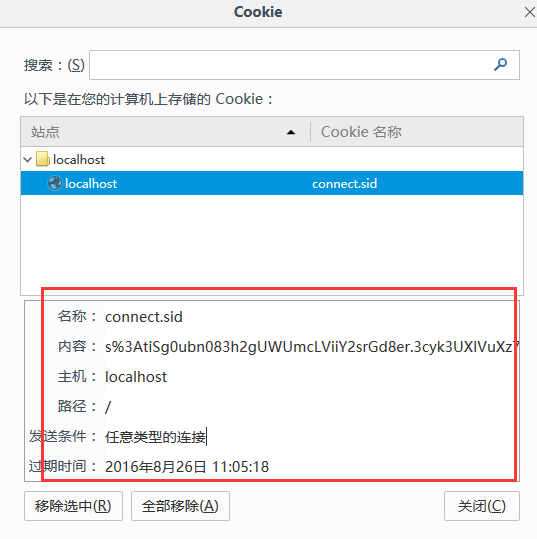 Cookie
搜索：(S)
以下是在您的计算机上存储的 Cookie：
站点 Cookie 名称
localhost
localhost connect.sid
名称： connect.sid
内容： s%3AtiSg0ubn083h2gUWUmcLViiY2srGd8er.3cyk3UXlVuXz7
主机： localhost
路径： /
发送条件： 任意类型的连接
过期时间： 2016年8月26日 11:05:18
移除选中(R) 全部移除(A) 关闭(C)